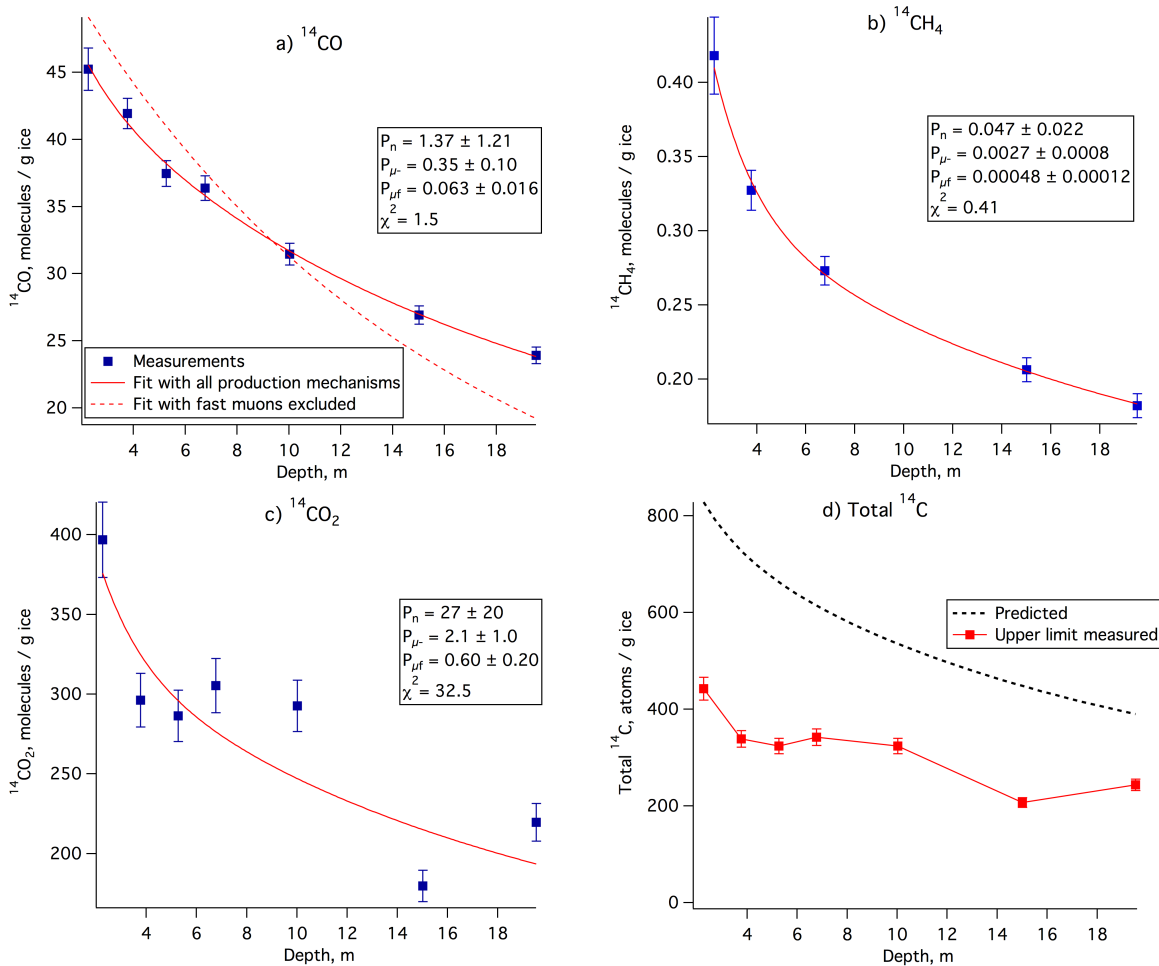 a) ¹⁴CO
¹⁴CO, molecules / g ice
45
40
35
30
25
20
Pₙ = 1.37 ± 1.21
P_μ- = 0.35 ± 0.10
P_μf = 0.063 ± 0.016
χ² = 1.5
Measurements
Fit with all production mechanisms
Fit with fast muons excluded
4 6 8 10 12 14 16 18
Depth, m
b) ¹⁴CH₄
¹⁴CH₄, molecules / g ice
0.40
0.35
0.30
0.25
0.20
Pₙ = 0.047 ± 0.022
P_μ- = 0.0027 ± 0.0008
P_μf = 0.00048 ± 0.00012
χ² = 0.41
4 6 8 10 12 14 16 18
Depth, m
c) ¹⁴CO₂
¹⁴CO₂, molecules / g ice
400
350
300
250
200
Pₙ = 27 ± 20
P_μ- = 2.1 ± 1.0
P_μf = 0.60 ± 0.20
χ² = 32.5
4 6 8 10 12 14 16 18
Depth, m
d) Total ¹⁴C
Total ¹⁴C, atoms / g ice
800
600
400
200
0
Predicted
Upper limit measured
4 6 8 10 12 14 16 18
Depth, m